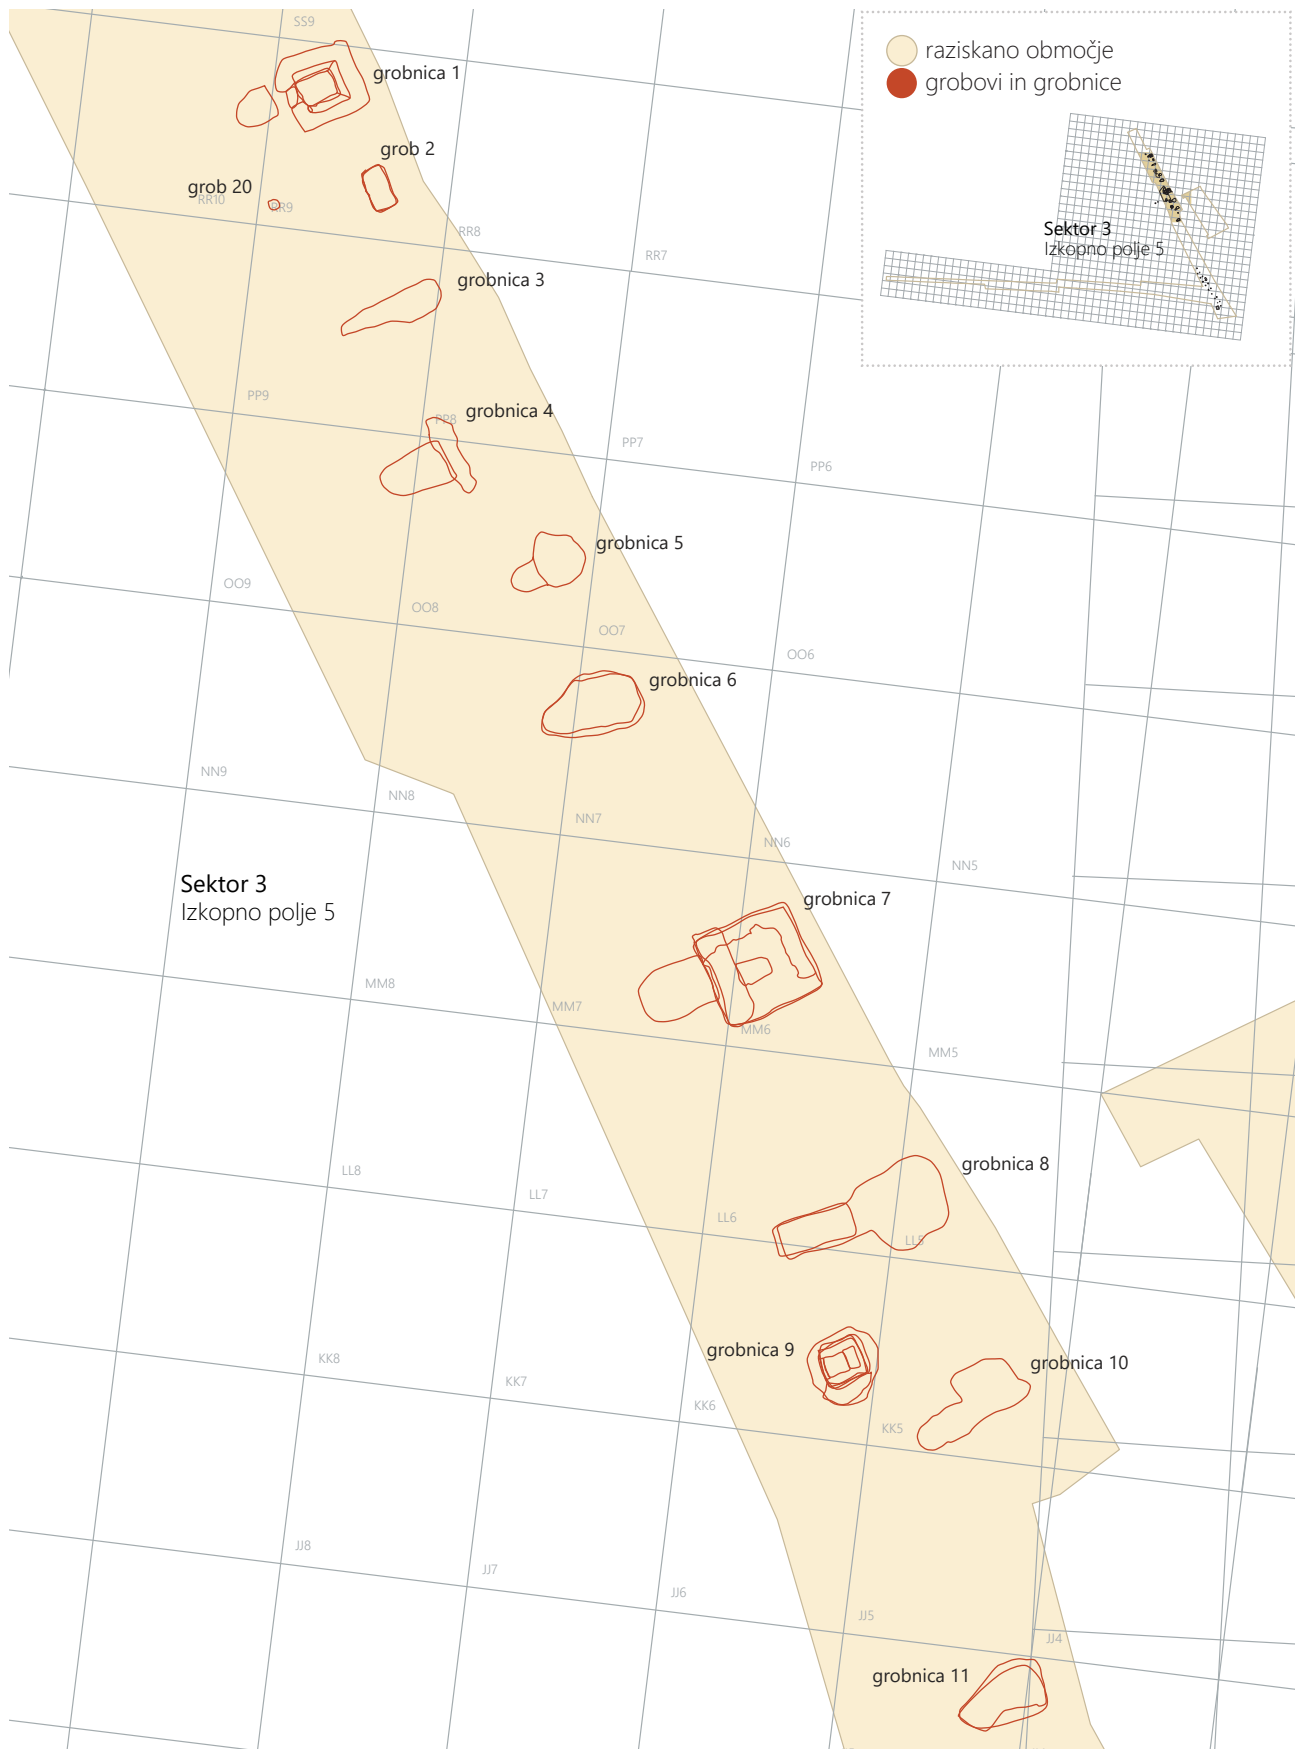 SS9
raziskano območje
grobnica 1
grobovi in grobnice
grob 2
grob 20
RR10
RR9
RR8
Sektor 3
Izkopno polje 5
RR7
grobnica 3
PP9
grobnica 4
PP8
PP7
PP6
grobnica 5
OO9
OO8
OO7
OO6
grobnica 6
NN9
NN8
NN7
NN6
NN5
Sektor 3
Izkopno polje 5
grobnica 7
MM8
MM7
MM6
MM5
grobnica 8
LL8
LL7
LL6
LL5
grobnica 9
grobnica 10
KK8
KK7
KK6
KK5
JJ8
JJ7
JJ6
JJ5
JJ4
grobnica 11